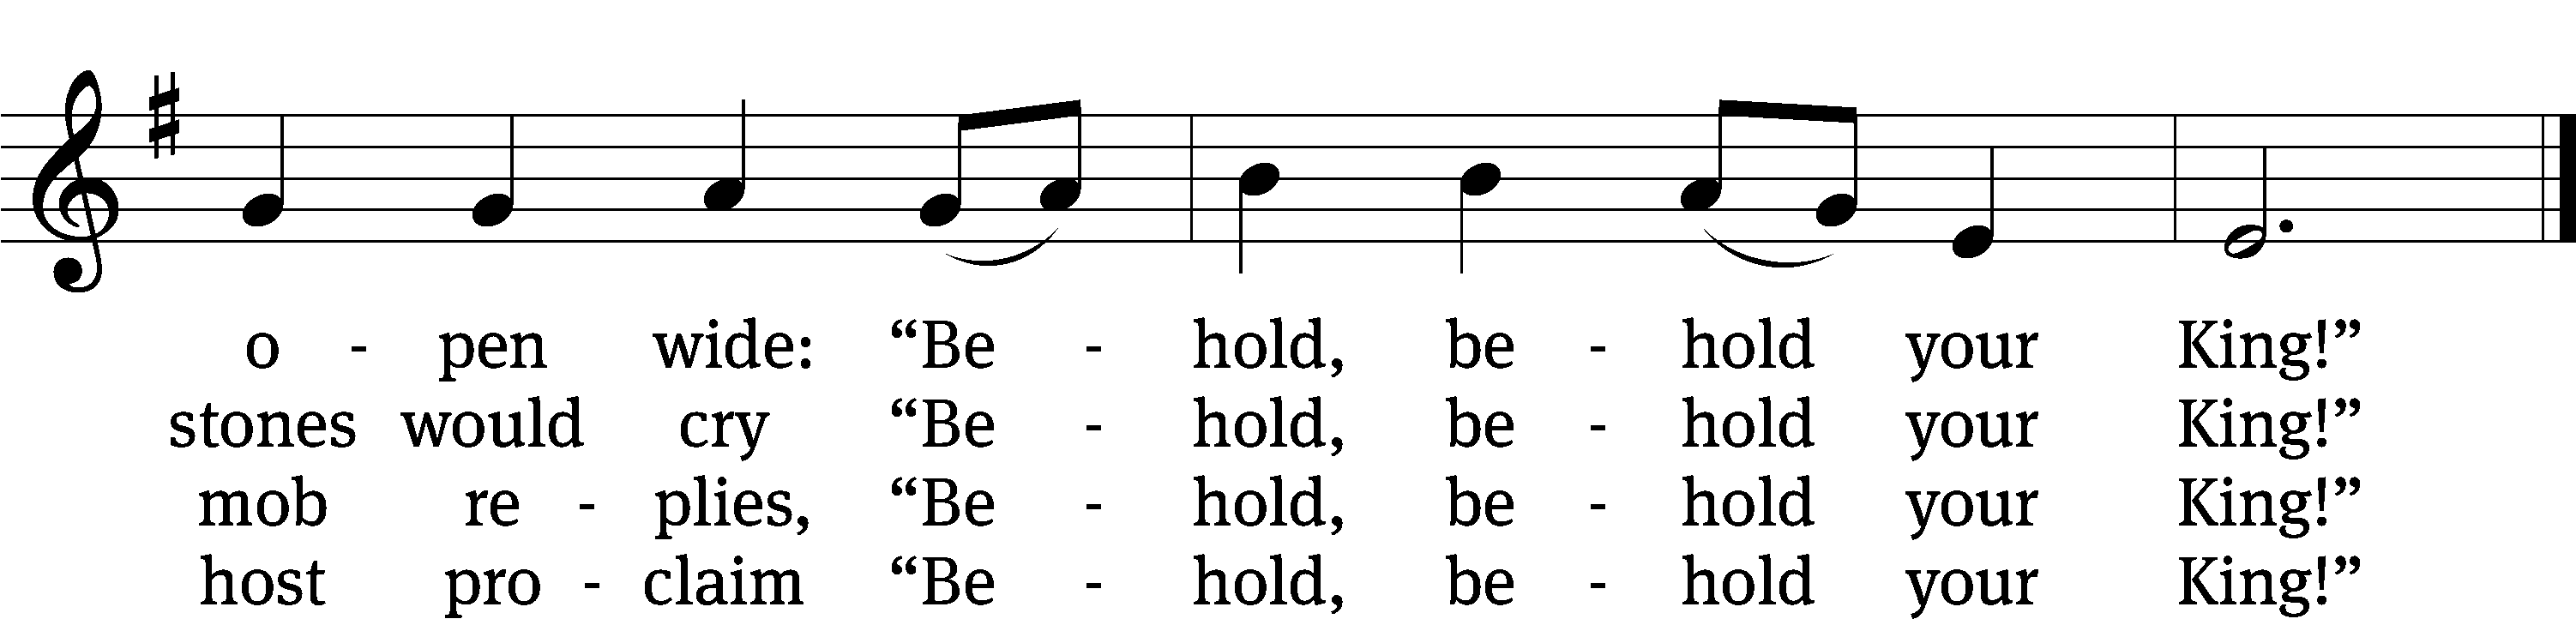 o - pen wide: “Be - hold, be - hold your King!”
stones would cry “Be - hold, be - hold your King!”
mob re - plies, “Be - hold, be - hold your King!”
host pro - claim “Be - hold, be - hold your King!”